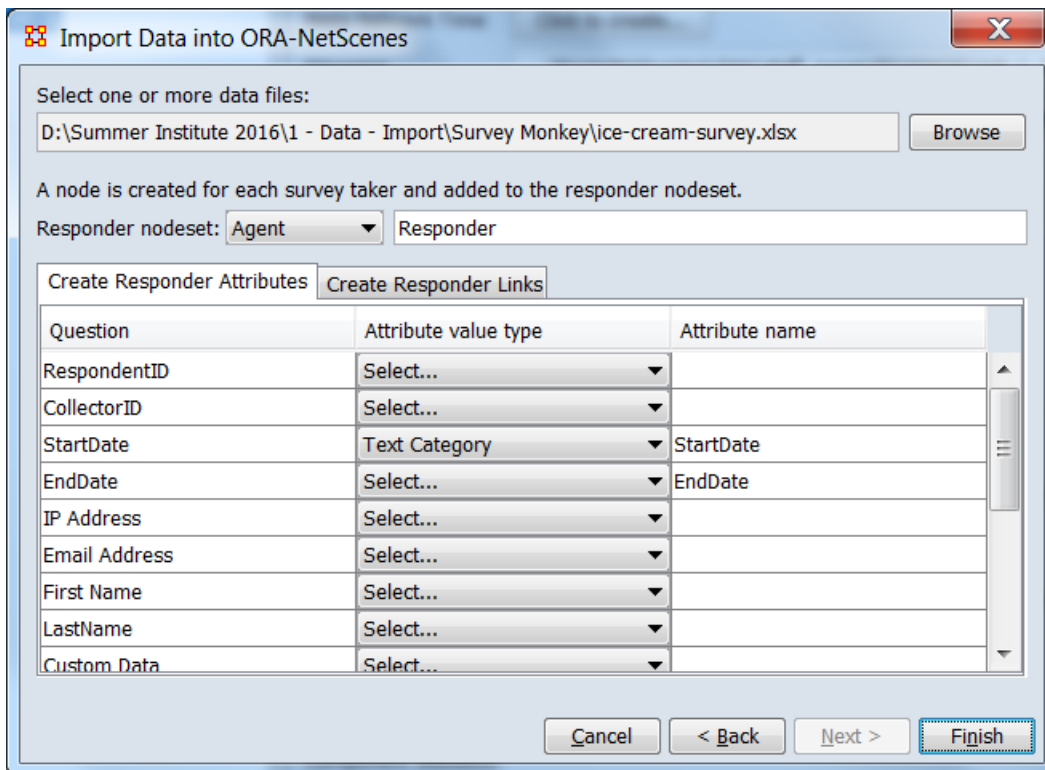 Import Data into ORA-NetScenes
Select one or more data files:
D:\Summer Institute 2016\1 - Data - Import\Survey Monkey\ice-cream-survey.xlsx Browse
A node is created for each survey taker and added to the responder nodeset.
Responder nodeset: Agent Responder
Create Responder Attributes Create Responder Links
Question Attribute value type Attribute name
RespondentID Select...
CollectorID Select...
StartDate Text Category StartDate
EndDate Select... EndDate
IP Address Select...
Email Address Select...
First Name Select...
LastName Select...
Custom Data Select...
Cancel < Back Next > Finish